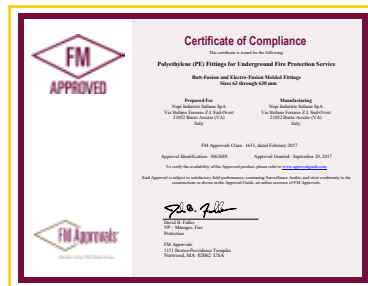 FM
APPROVED
Certificate of Compliance
This certificate is issued for the following:
Polyethylene (PE) Fittings for Underground Fire Protection Service
Butt-Fusion and Electro-Fusion Molded Fittings
Sizes 63 through 630 mm
Prepared For
Nupi Industrie Italiane SpA
Via Stefano Ferrario Z.I. Sud-Ovest
21052 Busto Arsizio (VA)
Italy
Manufacturing
Nupi Industrie Italiane SpA
Via Stefano Ferrario Z.I. Sud-Ovest
21052 Busto Arsizio (VA)
Italy
FM Approvals Class: 1613, dated February 2017
Approval Identification: 3062680
Approval Granted: September 29, 2017
To verify the availability of the Approved product, please refer to www.approvalguide.com
Said Approval is subject to satisfactory field performance, continuing Surveillance Audits, and strict conformity to the
constructions as shown in the Approval Guide, an online resource of FM Approvals.
David B. Fuller
VP – Manager, Fire
Protection
FM Approvals
1151 Boston-Providence Turnpike
Norwood, MA 02062 USA
FM Approvals